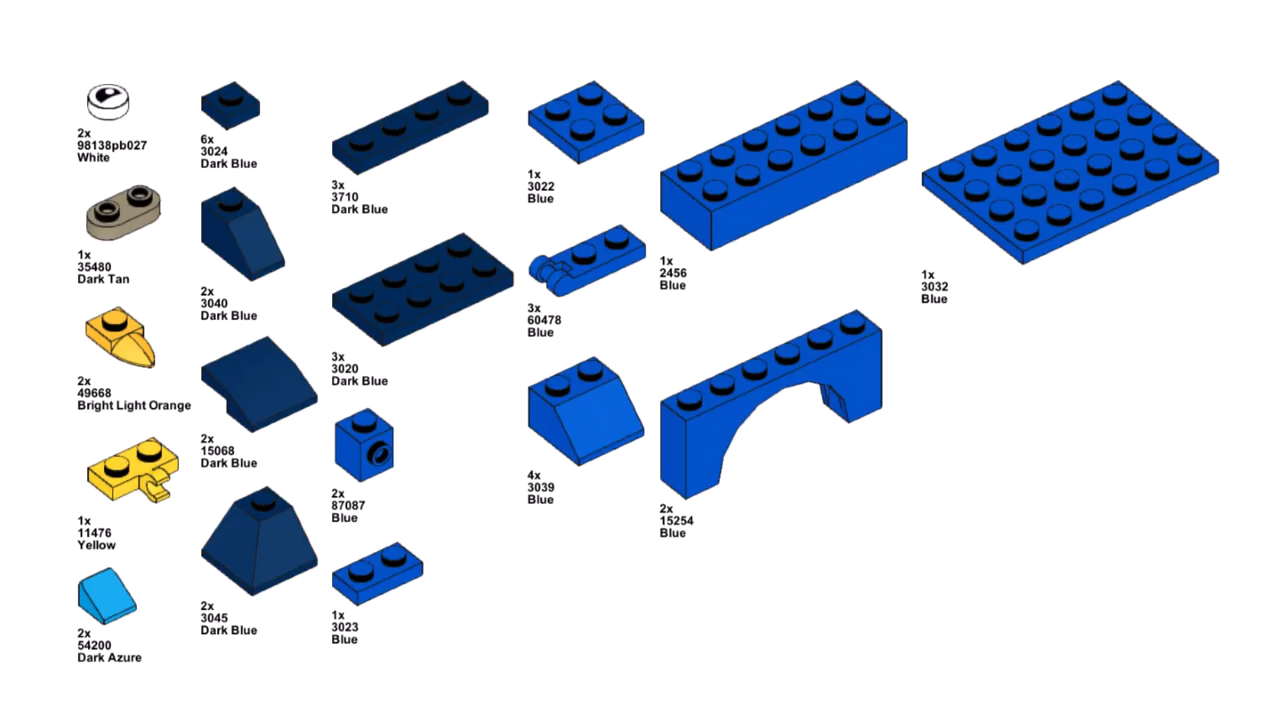 2x
98138pb027
White
1x
35480
Dark Tan
2x
49668
Bright Light Orange
1x
11476
Yellow
2x
54200
Dark Azure
6x
3024
Dark Blue
2x
3040
Dark Blue
2x
15068
Dark Blue
2x
3045
Dark Blue
3x
3710
Dark Blue
3x
3020
Dark Blue
2x
87087
Blue
1x
3023
Blue
1x
3022
Blue
3x
60478
Blue
4x
3039
Blue
1x
2456
Blue
2x
15254
Blue
1x
3032
Blue